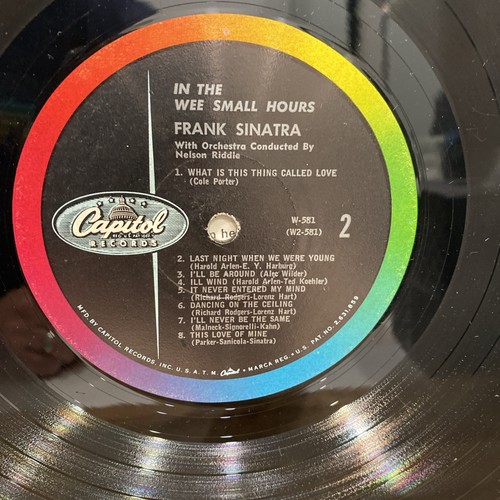 IN THE
WEE SMALL HOURS
FRANK SINATRA
With Orchestra Conducted By
Nelson Riddle
1. WHAT IS THIS THING CALLED LOVE
(Cole Porter)
Capitol
REG. U.S. PAT. OFF.
RECORDS
W-581
(W2-581)
2
2. LAST NIGHT WHEN WE WERE YOUNG
(Harold Arlen-E. Y. Harburg)
3. I'LL BE AROUND (Alec Wilder)
4. ILL WIND (Harold Arlen-Ted Koehler)
5. IT NEVER ENTERED MY MIND
(Richard Rodgers-Lorenz Hart)
6. DANCING ON THE CEILING
(Richard Rodgers-Lorenz Hart)
7. I'LL NEVER BE THE SAME
(Malneck-Signorelli-Kahn)
8. THIS LOVE OF MINE
(Parker-Sanicola-Sinatra)
MFD. BY CAPITOL RECORDS, INC. U.S.A. T.M. Capitol MARCA REG. U.S. PAT. NO. 2,631,859